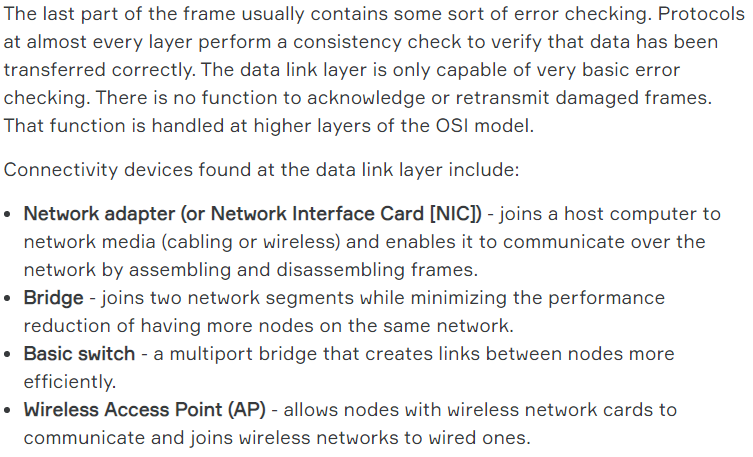 The last part of the frame usually contains some sort of error checking. Protocols
at almost every layer perform a consistency check to verify that data has been
transferred correctly. The data link layer is only capable of very basic error
checking. There is no function to acknowledge or retransmit damaged frames.
That function is handled at higher layers of the OSI model.
Connectivity devices found at the data link layer include:
• Network adapter (or Network Interface Card [NIC]) - joins a host computer to
network media (cabling or wireless) and enables it to communicate over the
network by assembling and disassembling frames.
• Bridge - joins two network segments while minimizing the performance
reduction of having more nodes on the same network.
• Basic switch - a multiport bridge that creates links between nodes more
efficiently.
• Wireless Access Point (AP) - allows nodes with wireless network cards to
communicate and joins wireless networks to wired ones.